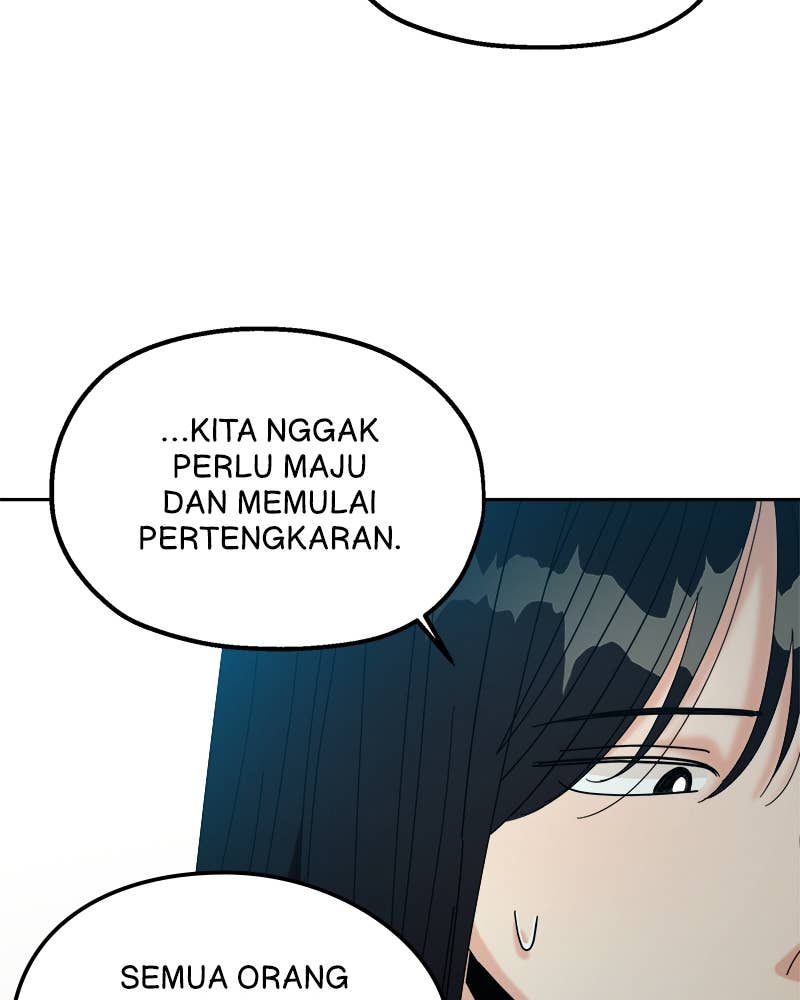 ...KITA NGGAK
PERLU MAJU
DAN MEMULAI
PERTENGKARAN.
SEMUA ORANG